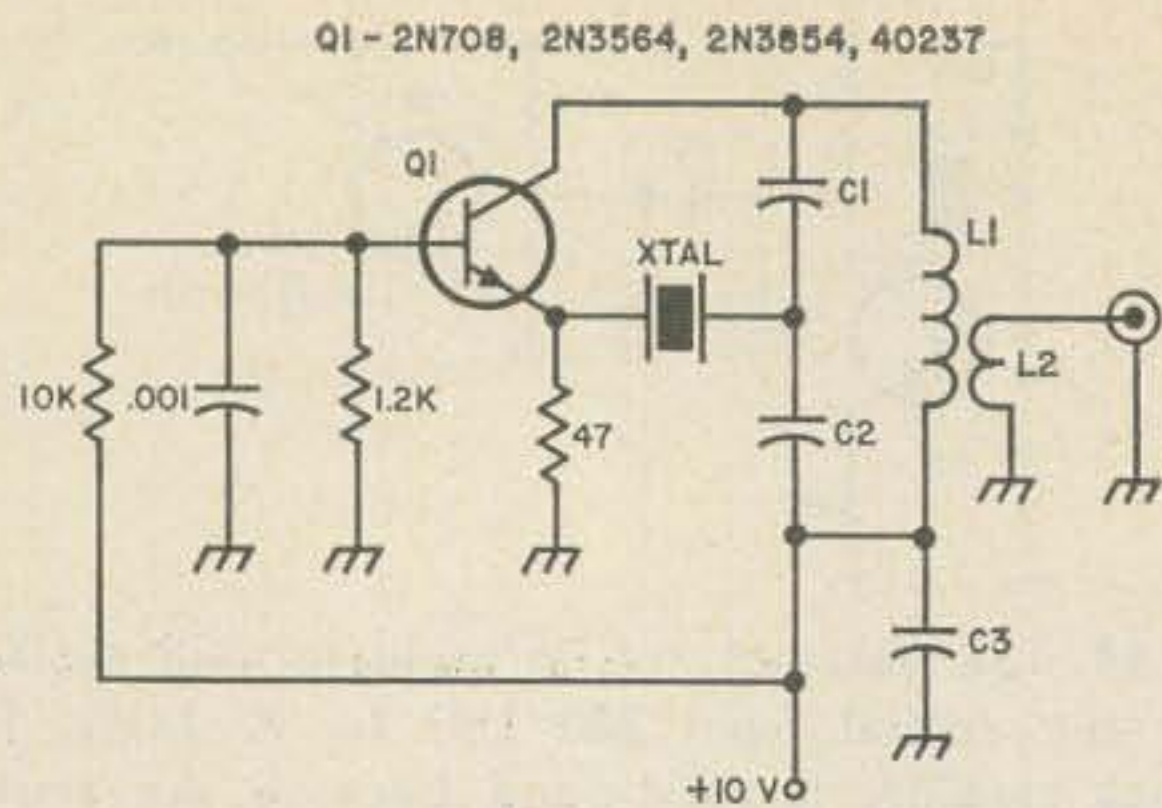 Q1 - 2N708, 2N3564, 2N3854, 40237
Q1
C1
L1
XTAL
L2
10K
.001
1.2K
47
C2
C3
+10 V